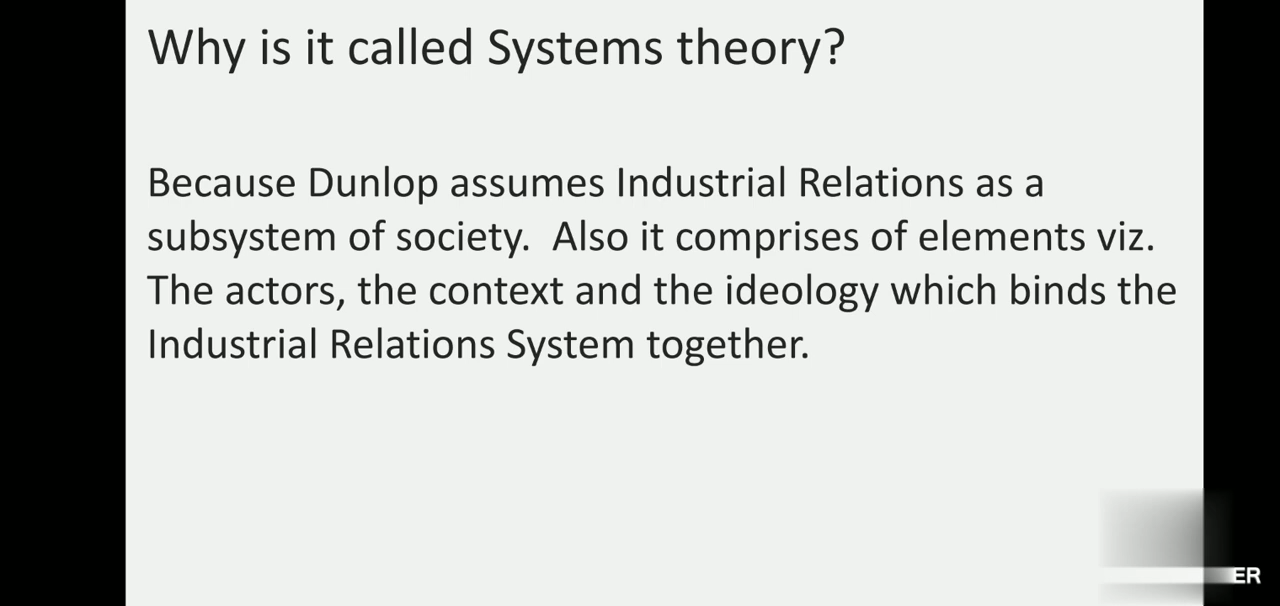 Why is it called Systems theory?
Because Dunlop assumes Industrial Relations as a
subsystem of society.  Also it comprises of elements viz.
The actors, the context and the ideology which binds the
Industrial Relations System together.
ER